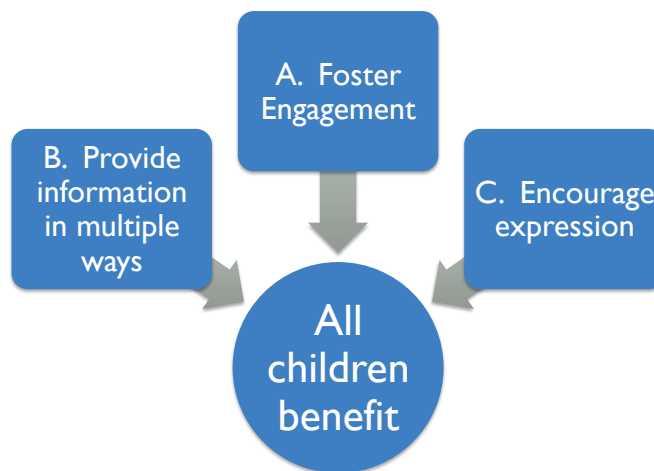 A. Foster
Engagement
B. Provide
information
in multiple
ways
C. Encourage
expression
All
children
benefit